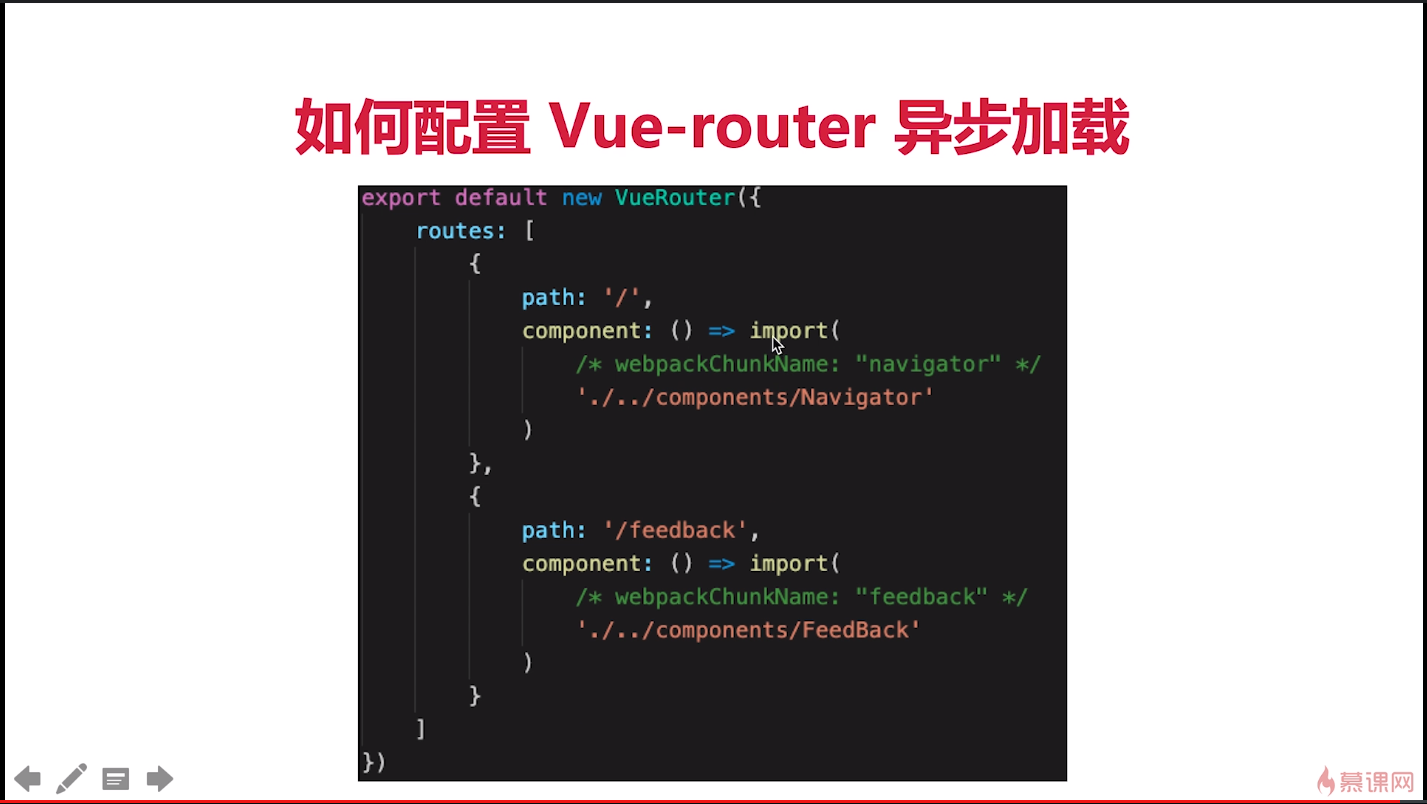 如何配置 Vue-router 异步加载
export default new VueRouter({
    routes: [
        {
            path: '/',
            component: () => import(
                /* webpackChunkName: "navigator" */
                './../components/Navigator'
            )
        },
        {
            path: '/feedback',
            component: () => import(
                /* webpackChunkName: "feedback" */
                './../components/FeedBack'
            )
        }
    ]
})
慕课网